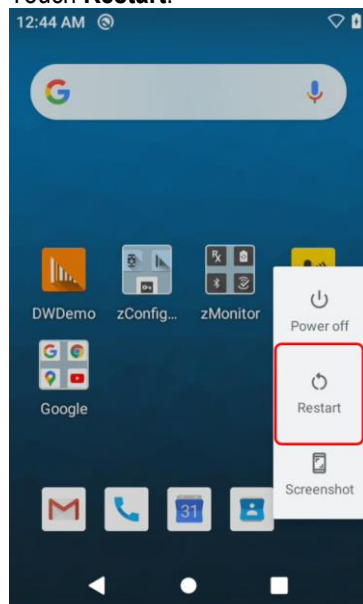 Touch Restart.
12:44 AM
G
DWDemo
zConfig...
zMonitor
Power off
Google
Restart
31
Screenshot